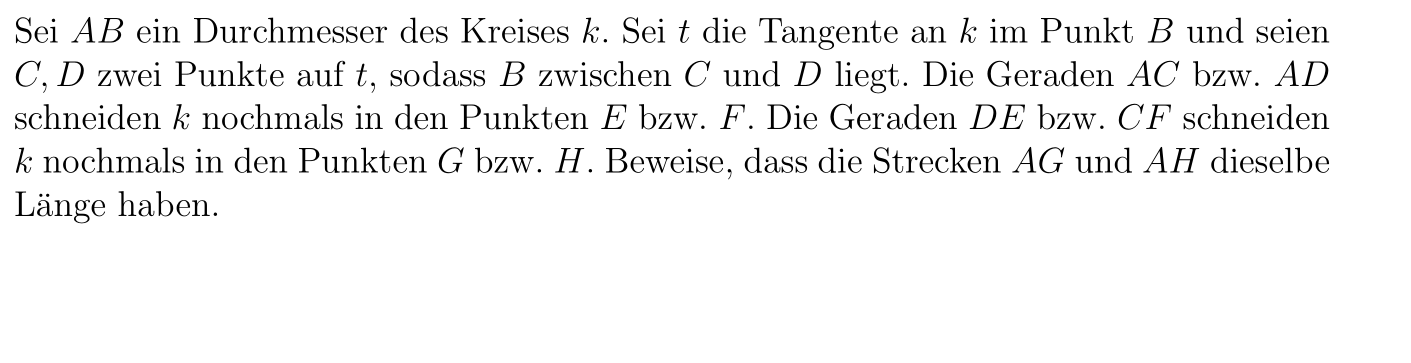 Sei AB ein Durchmesser des Kreises k. Sei t die Tangente an k im Punkt B und seien
C, D zwei Punkte auf t, sodass B zwischen C und D liegt. Die Geraden AC bzw. AD
schneiden k nochmals in den Punkten E bzw. F. Die Geraden DE bzw. CF schneiden
k nochmals in den Punkten G bzw. H. Beweise, dass die Strecken AG und AH dieselbe
Länge haben.